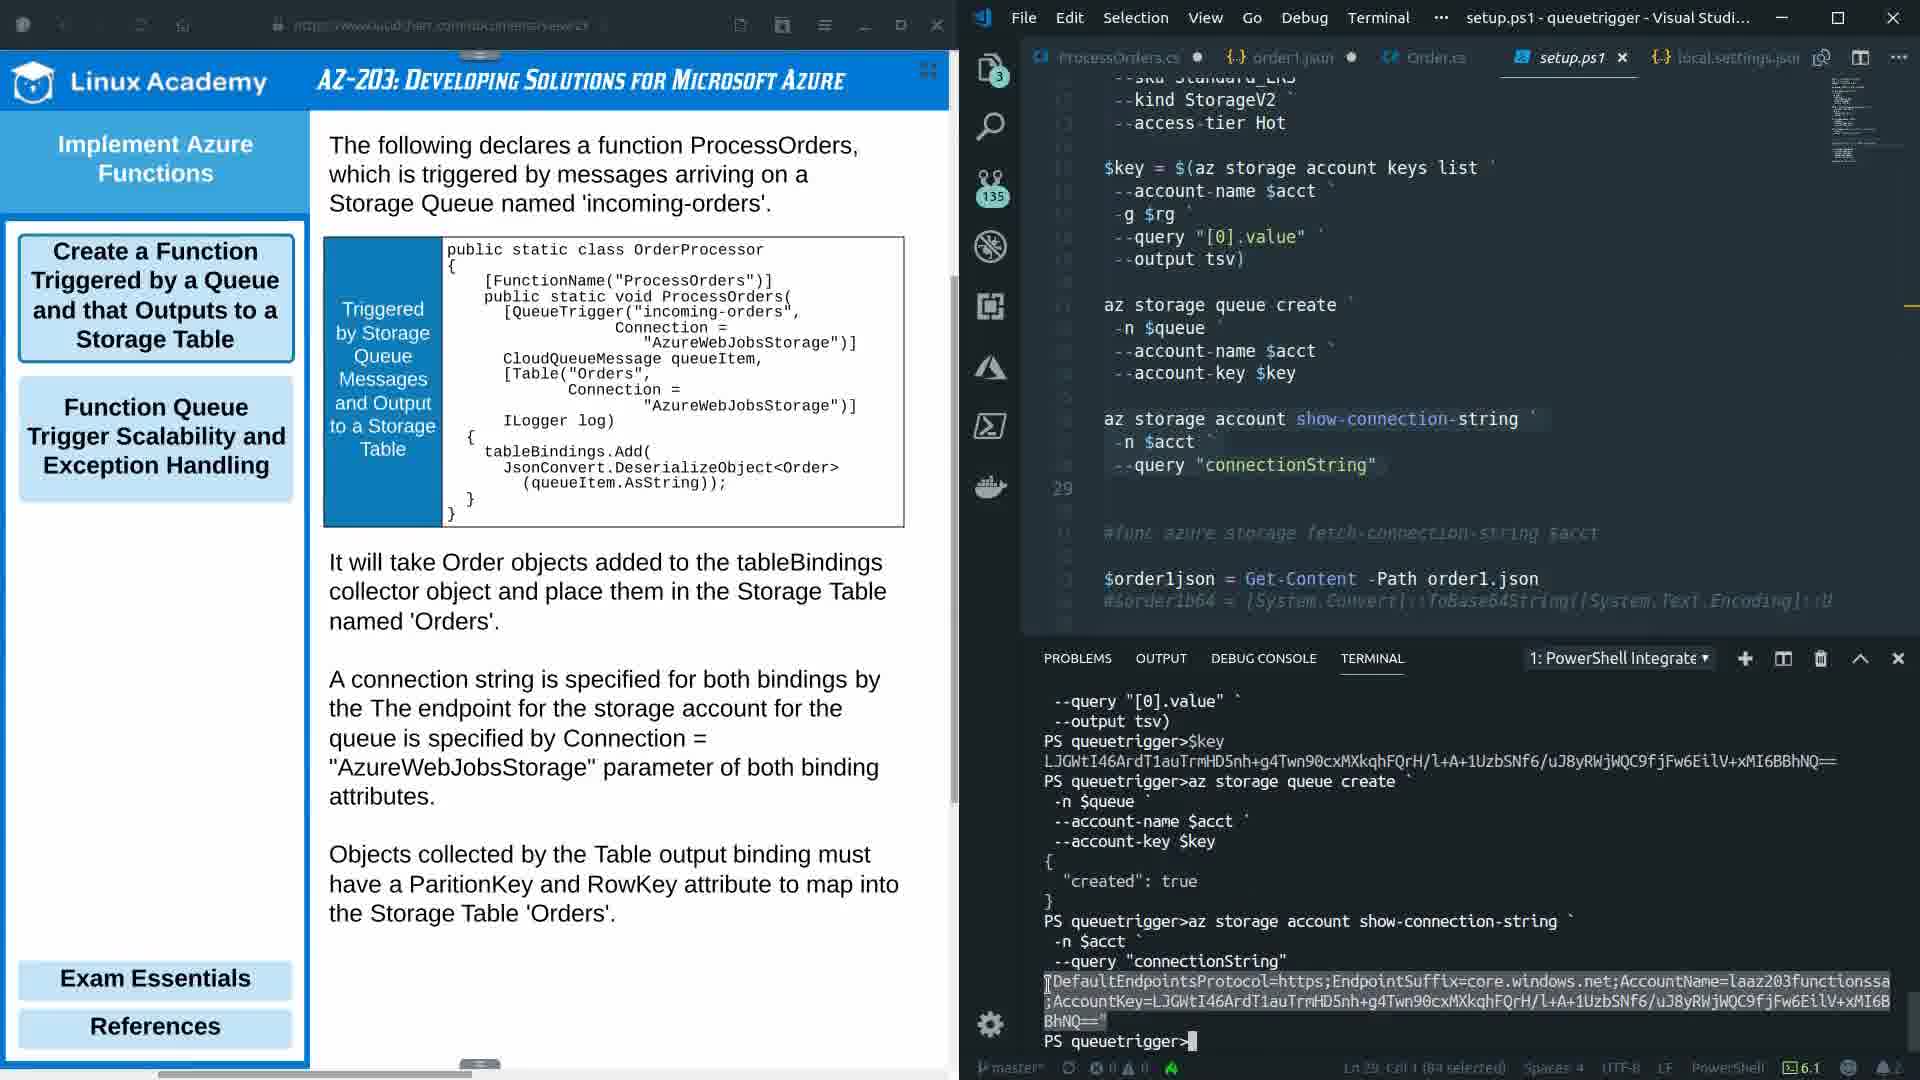 File Edit Selection View Go Debug Terminal ··· setup.ps1 - queuetrigger - Visual Studi...
Linux Academy
AZ-203: Developing Solutions for Microsoft Azure
Implement Azure
Functions
Create a Function
Triggered by a Queue
and that Outputs to a
Storage Table
Function Queue
Trigger Scalability and
Exception Handling
Exam Essentials
References
The following declares a function ProcessOrders,
which is triggered by messages arriving on a
Storage Queue named 'incoming-orders'.
Triggered
by Storage
Queue
Messages
and Output
to a Storage
Table
public static class OrderProcessor
{
[FunctionName("ProcessOrders")]
public static void ProcessOrders(
[QueueTrigger("incoming-orders",
Connection =
"AzureWebJobsStorage")]
CloudQueueMessage queueItem,
[Table("Orders",
Connection =
"AzureWebJobsStorage")]
ILogger log)
{
tableBindings.Add(
JsonConvert.DeserializeObject<Order>
(queueItem.AsString));
}
}
It will take Order objects added to the tableBindings
collector object and place them in the Storage Table
named 'Orders'.
A connection string is specified for both bindings by
the The endpoint for the storage account for the
queue is specified by Connection =
"AzureWebJobsStorage" parameter of both binding
attributes.
Objects collected by the Table output binding must
have a ParitionKey and RowKey attribute to map into
the Storage Table 'Orders'.
ProcessOrders.cs order1.json Order.cs setup.ps1 local.settings.json
3
135
--sku Standard_LRS
--kind StorageV2 `
--access-tier Hot
$key = $(az storage account keys list `
--account-name $acct `
-g $rg `
--query "[0].value" `
--output tsv)
az storage queue create `
-n $queue `
--account-name $acct `
--account-key $key
az storage account show-connection-string `
-n $acct `
--query "connectionString"
29
#func azure storage fetch-connection-string $acct
$order1json = Get-Content -Path order1.json
#$order1b64 = [System.Convert]::ToBase64String([System.Text.Encoding]::U
PROBLEMS OUTPUT DEBUG CONSOLE TERMINAL 1: PowerShell Integrate
--query "[0].value" `
--output tsv)
PS queuetrigger>$key
LJGWtI46ArdT1auTrmHD5nh+g4Twn90cxMXkqhFQrH/l+A+1UzbSNf6/uJ8yRWjWQC9fjFw6EilV+xMI6BBhNQ==
PS queuetrigger>az storage queue create `
-n $queue `
--account-name $acct `
--account-key $key
{
"created": true
}
PS queuetrigger>az storage account show-connection-string `
-n $acct `
--query "connectionString"
"DefaultEndpointsProtocol=https;EndpointSuffix=core.windows.net;AccountName=laaz203functionssa
;AccountKey=LJGWtI46ArdT1auTrmHD5nh+g4Twn90cxMXkqhFQrH/l+A+1UzbSNf6/uJ8yRWjWQC9fjFw6EilV+xMI6B
BhNQ=="
PS queuetrigger>
master* 0 0 Ln 29, Col 1 (84 selected) Spaces: 4 UTF-8 LF PowerShell 6.1 2